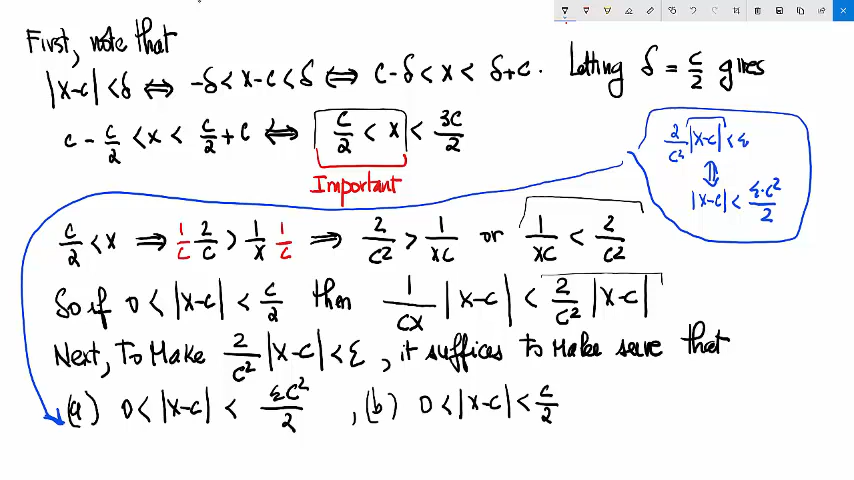 First, note that
|x-c|<δ ⟺ -δ< x-c<δ ⟺ c-δ < x < δ+c. Letting δ = c/2 gives
c - c/2 < x < c/2 + c ⟺ c/2 < x < 3c/2
Important
2/c² |x-c| < ε
⇕
|x-c| < ε·c²/2
c/2 < x ⟹ 1/c 2/c > 1/x 1/c ⟹ 2/c² > 1/xc or 1/xc < 2/c²
So if 0 < |x-c| < c/2 then 1/cx |x-c| < 2/c² |x-c|
Next, To Make 2/c² |x-c| < ε, it suffices to Make sure that
(a) 0< |x-c| < εc²/2 , (b) 0 < |x-c| < c/2